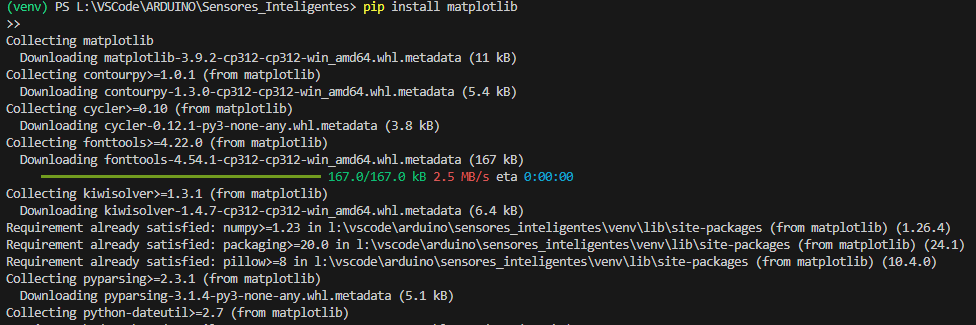 (venv) PS L:\VSCode\ARDUINO\Sensores_Inteligentes> pip install matplotlib
>>
Collecting matplotlib
Downloading matplotlib-3.9.2-cp312-cp312-win_amd64.whl.metadata (11 kB)
Collecting contourpy>=1.0.1 (from matplotlib)
Downloading contourpy-1.3.0-cp312-cp312-win_amd64.whl.metadata (5.4 kB)
Collecting cycler>=0.10 (from matplotlib)
Downloading cycler-0.12.1-py3-none-any.whl.metadata (3.8 kB)
Collecting fonttools>=4.22.0 (from matplotlib)
Downloading fonttools-4.54.1-cp312-cp312-win_amd64.whl.metadata (167 kB)
167.0/167.0 kB 2.5 MB/s eta 0:00:00
Collecting kiwisolver>=1.3.1 (from matplotlib)
Downloading kiwisolver-1.4.7-cp312-cp312-win_amd64.whl.metadata (6.4 kB)
Requirement already satisfied: numpy>=1.23 in l:\vscode\arduino\sensores_inteligentes\venv\lib\site-packages (from matplotlib) (1.26.4)
Requirement already satisfied: packaging>=20.0 in l:\vscode\arduino\sensores_inteligentes\venv\lib\site-packages (from matplotlib) (24.1)
Requirement already satisfied: pillow>=8 in l:\vscode\arduino\sensores_inteligentes\venv\lib\site-packages (from matplotlib) (10.4.0)
Collecting pyparsing>=2.3.1 (from matplotlib)
Downloading pyparsing-3.1.4-py3-none-any.whl.metadata (5.1 kB)
Collecting python-dateutil>=2.7 (from matplotlib)